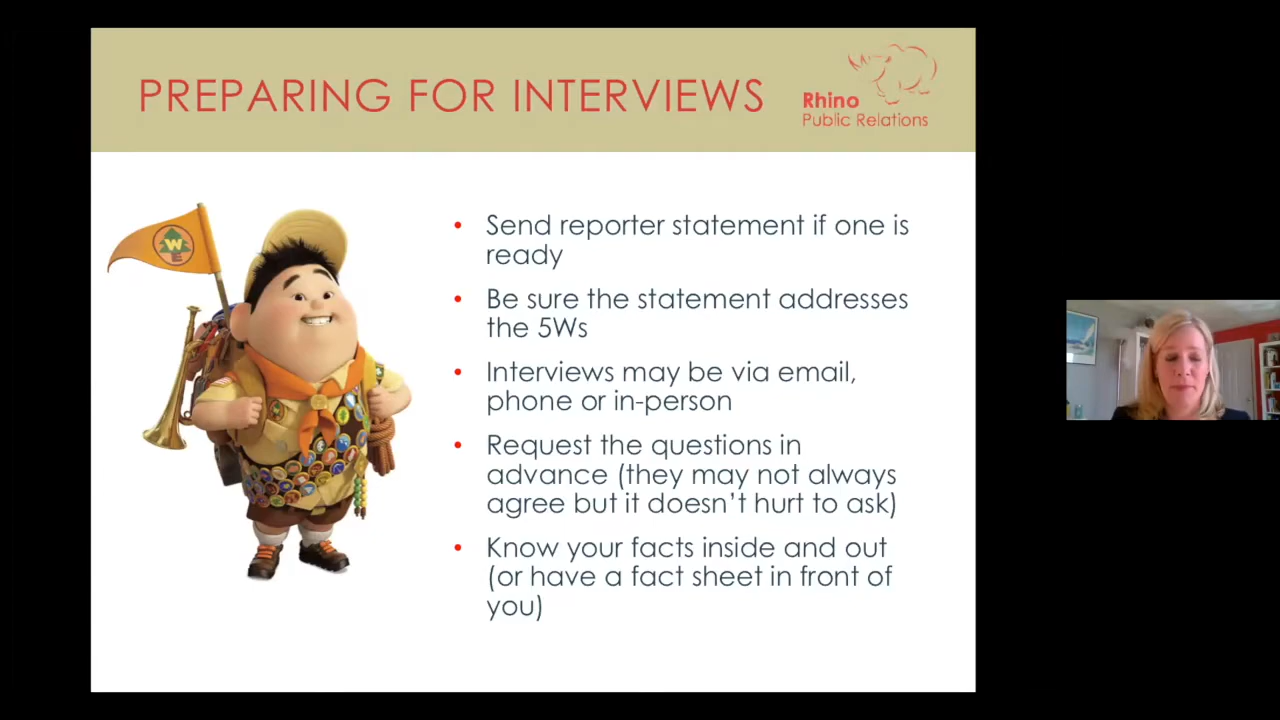 PREPARING FOR INTERVIEWS
Rhino
Public Relations
W
E
• Send reporter statement if one is
ready
• Be sure the statement addresses
the 5Ws
• Interviews may be via email,
phone or in-person
• Request the questions in
advance (they may not always
agree but it doesn't hurt to ask)
• Know your facts inside and out
(or have a fact sheet in front of
you)